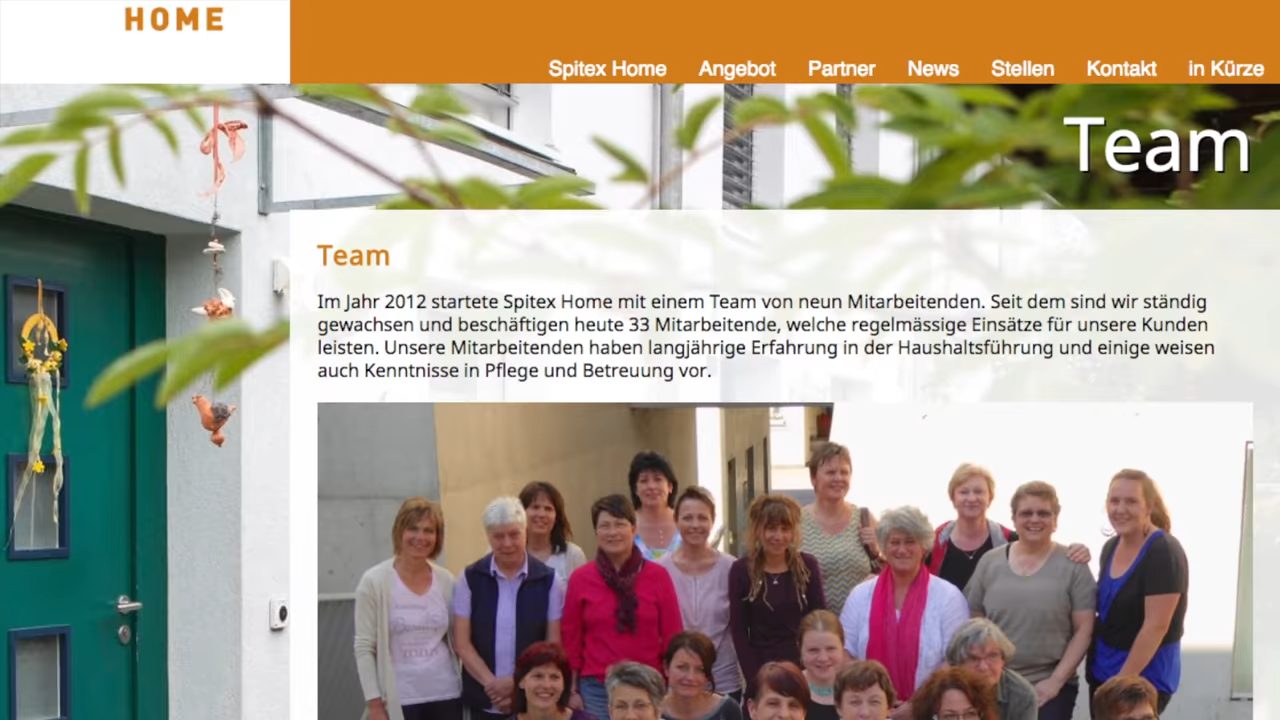 HOME
Spitex Home Angebot Partner News Stellen Kontakt in Kürze
Team
Team
Im Jahr 2012 startete Spitex Home mit einem Team von neun Mitarbeitenden. Seit dem sind wir ständig
gewachsen und beschäftigen heute 33 Mitarbeitende, welche regelmässige Einsätze für unsere Kunden
leisten. Unsere Mitarbeitenden haben langjährige Erfahrung in der Haushaltsführung und einige weisen
auch Kenntnisse in Pflege und Betreuung vor.